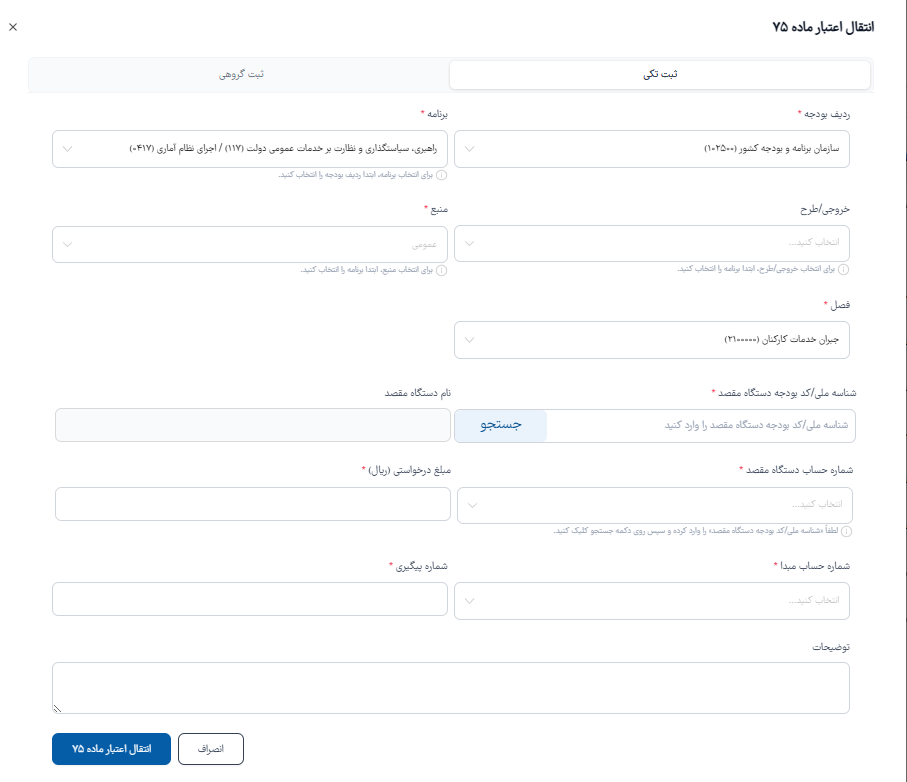 انتقال اعتبار ماده ۷۵
ثبت تکی
ثبت گروهی
ردیف بودجه *
برنامه *
سازمان برنامه و بودجه کشور (۱۰۲۵۰۰)
راهبری، سیاستگذاری و نظارت بر خدمات عمومی دولت (۱۱۷) / اجرای نظام آماری (۰۴۱۷)
برای انتخاب برنامه، ابتدا ردیف بودجه را انتخاب کنید.
خروجی/طرح
منبع *
انتخاب کنید...
عمومی
برای انتخاب خروجی/طرح، ابتدا برنامه را انتخاب کنید.
برای انتخاب منبع، ابتدا برنامه را انتخاب کنید.
فصل *
جبران خدمات کارکنان (۲۱۰۰۰۰۰)
شناسه ملی/کد بودجه دستگاه مقصد *
نام دستگاه مقصد
شناسه ملی/کد بودجه دستگاه مقصد را وارد کنید
جستجو
شماره حساب دستگاه مقصد *
مبلغ درخواستی (ریال) *
انتخاب کنید...
لطفاً «شناسه ملی/کد بودجه دستگاه مقصد» را وارد کرده و سپس روی دکمه جستجو کلیک کنید.
شماره حساب مبدا *
شماره پیگیری *
انتخاب کنید...
توضیحات
انصراف
انتقال اعتبار ماده ۷۵